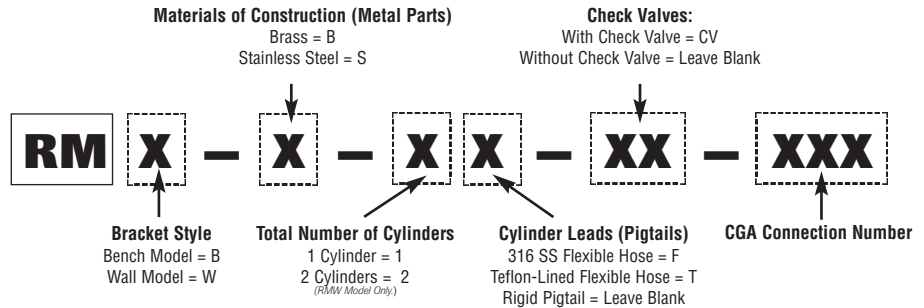 Materials of Construction (Metal Parts)
Brass = B
Stainless Steel = S
Check Valves:
With Check Valve = CV
Without Check Valve = Leave Blank
RM X – X – X X – XX – XXX
Bracket Style
Bench Model = B
Wall Model = W
Total Number of Cylinders
1 Cylinder = 1
2 Cylinders = 2
(RMW Model Only.)
Cylinder Leads (Pigtails)
316 SS Flexible Hose = F
Teflon-Lined Flexible Hose = T
Rigid Pigtail = Leave Blank
CGA Connection Number